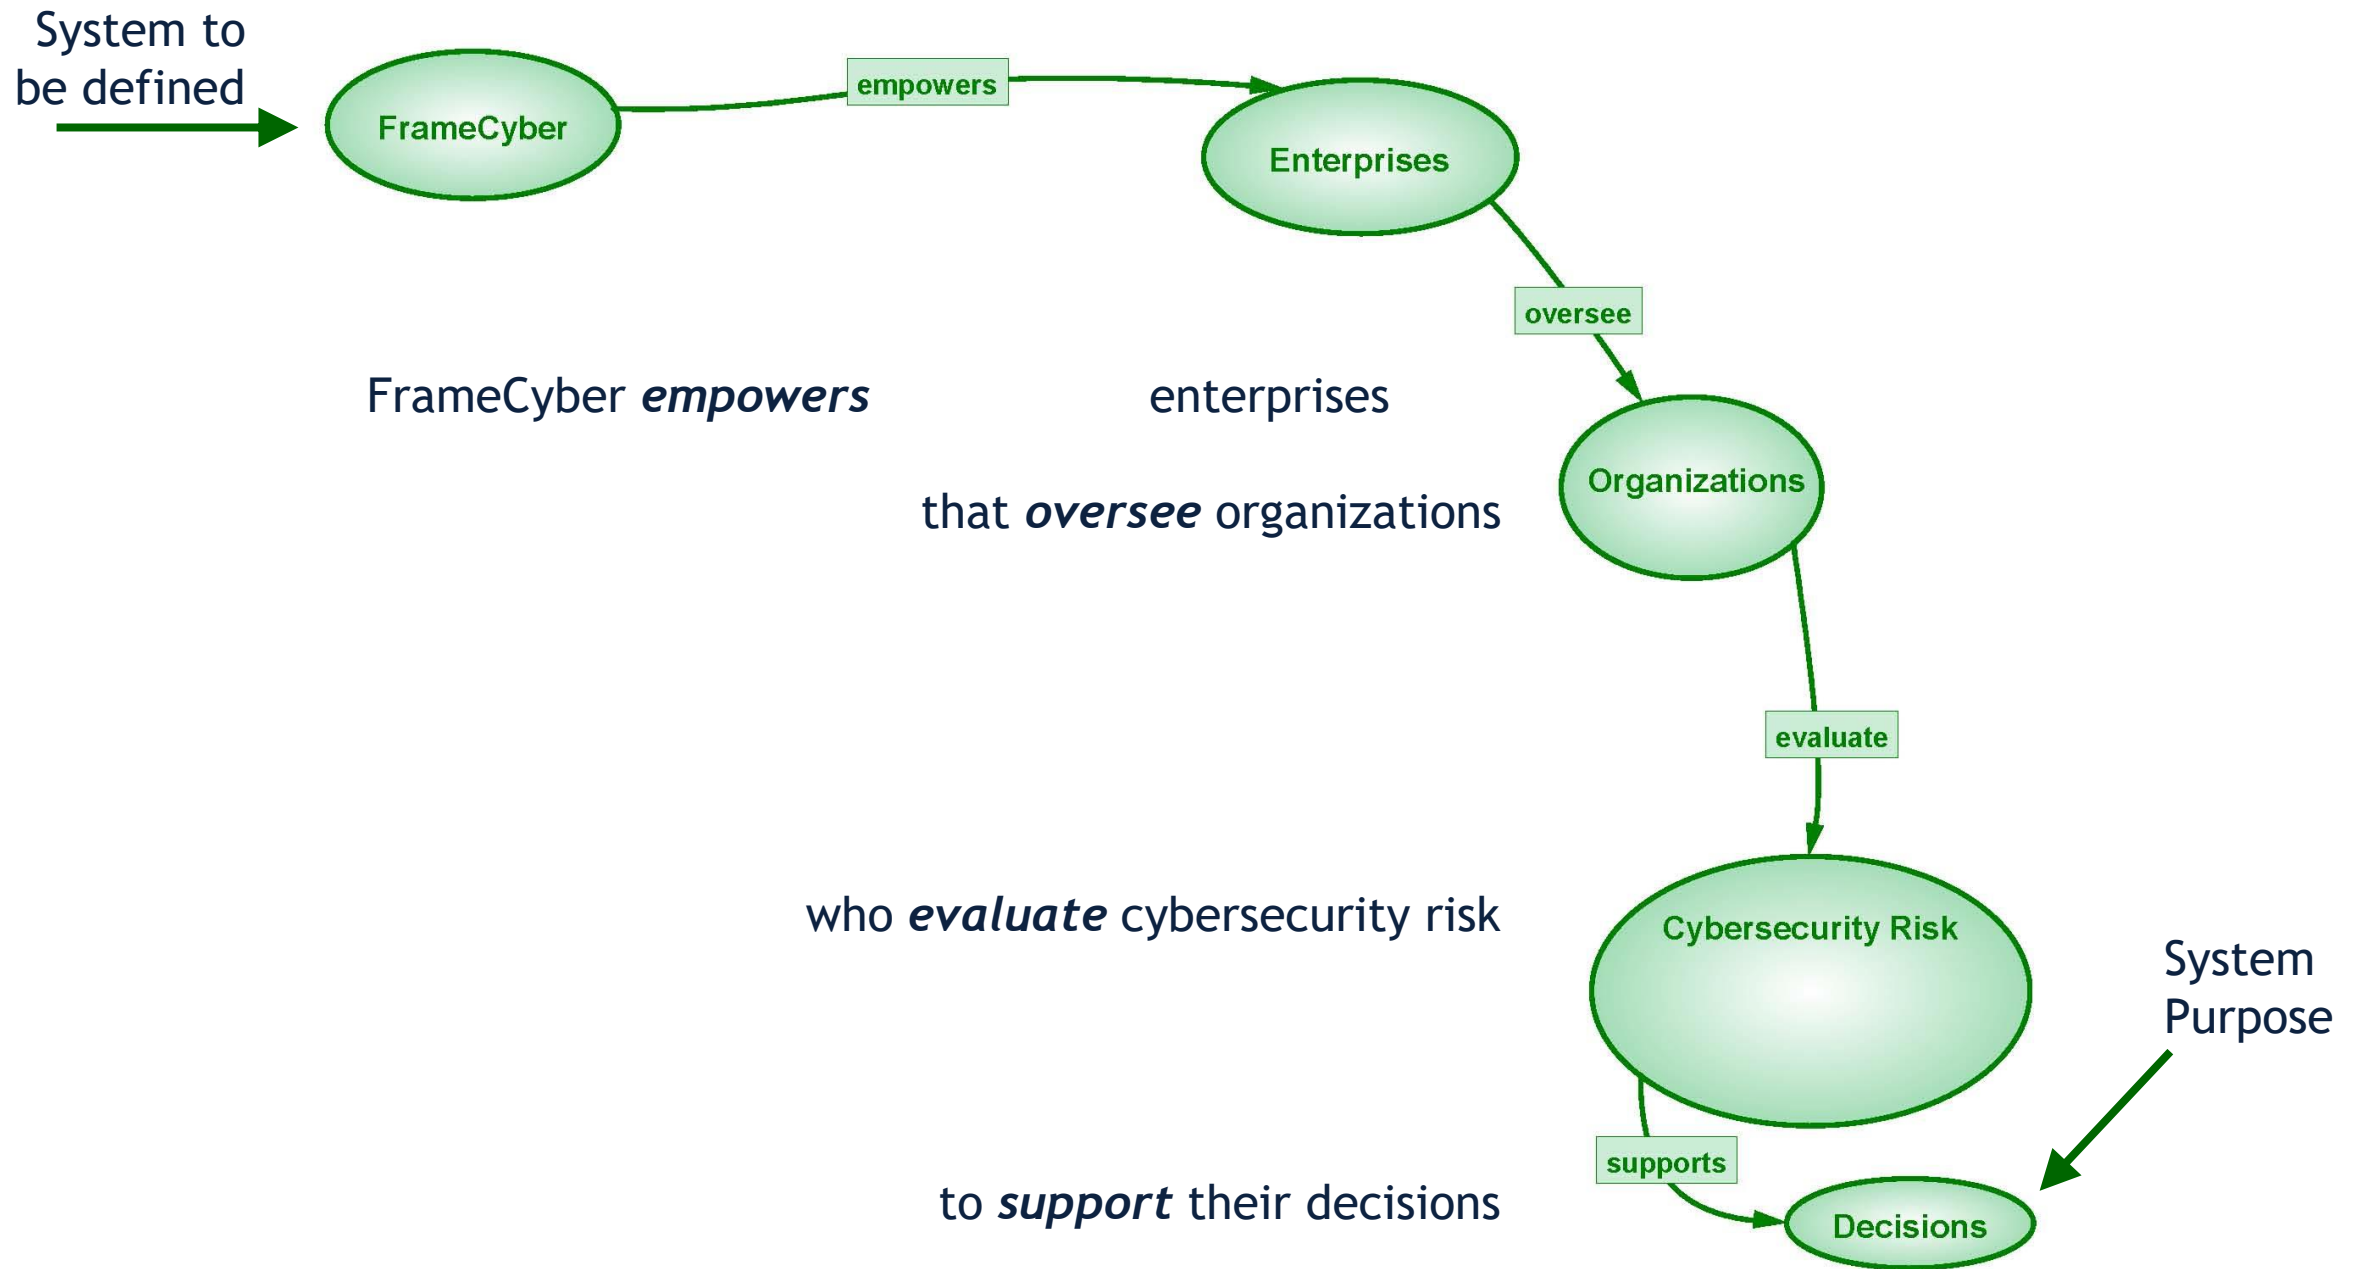 System to
be defined
FrameCyber
empowers
Enterprises
oversee
FrameCyber empowers enterprises
Organizations
that oversee organizations
evaluate
who evaluate cybersecurity risk
Cybersecurity Risk
System
Purpose
supports
to support their decisions
Decisions